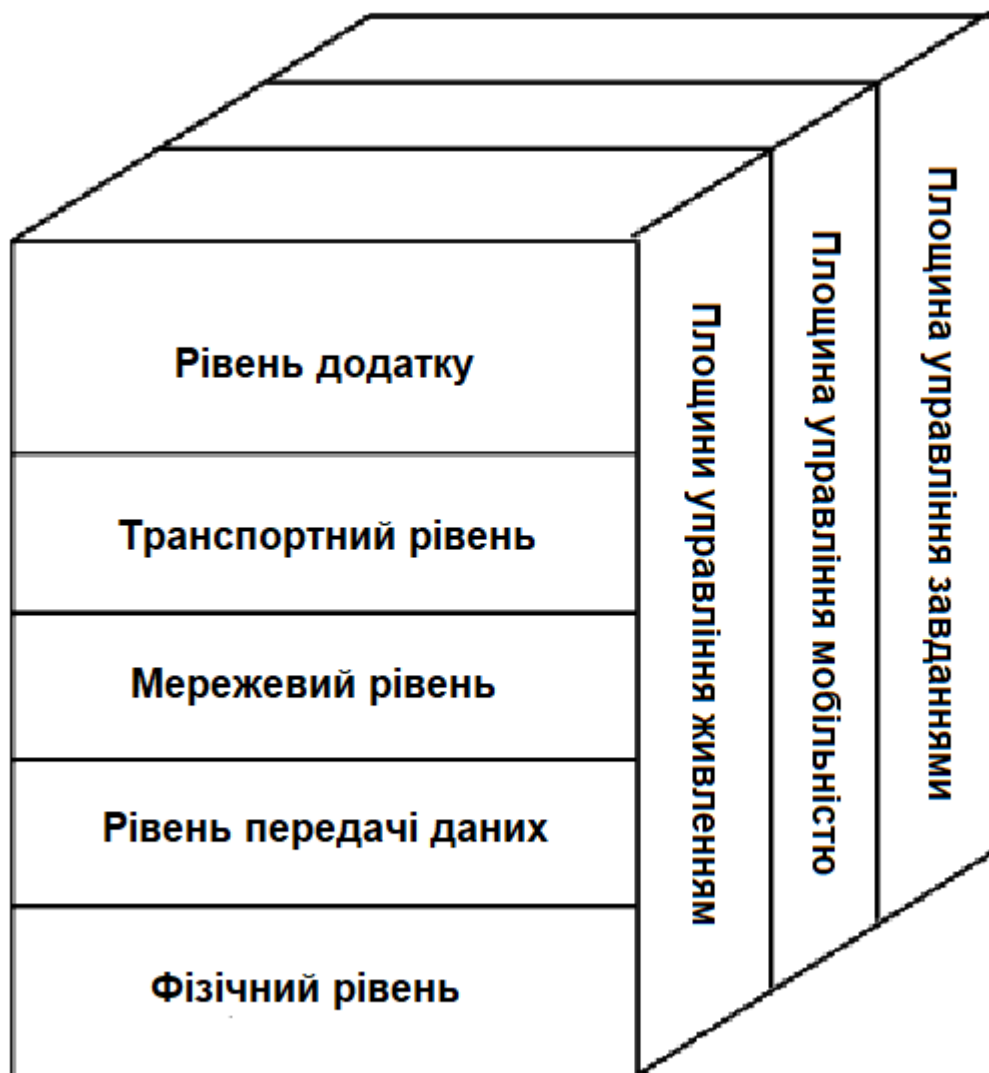 Рівень додатку
Транспортний рівень
Мережевий рівень
Рівень передачі даних
Фізічний рівень
Площини управління живленням
Площина управління мобільністю
Площина управління завданнями